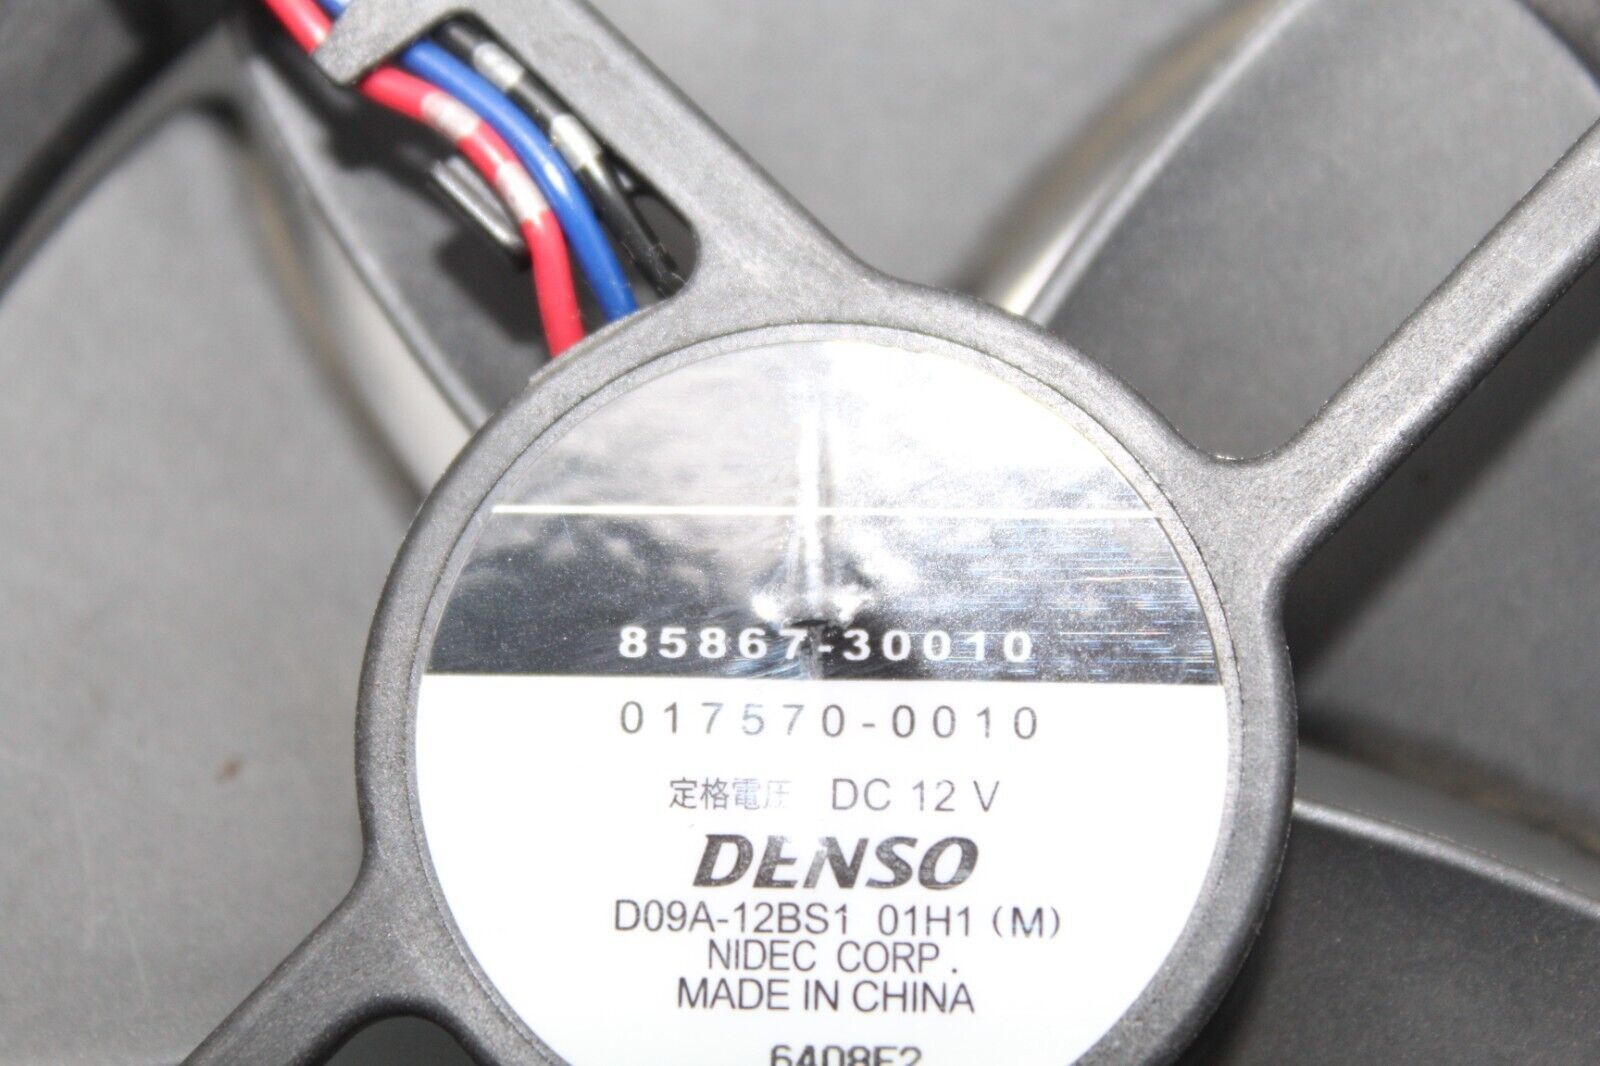 85867-30010
017570-0010
定格電圧 DC 12 V
DENSO
D09A-12BS1 01H1 (M)
NIDEC CORP.
MADE IN CHINA